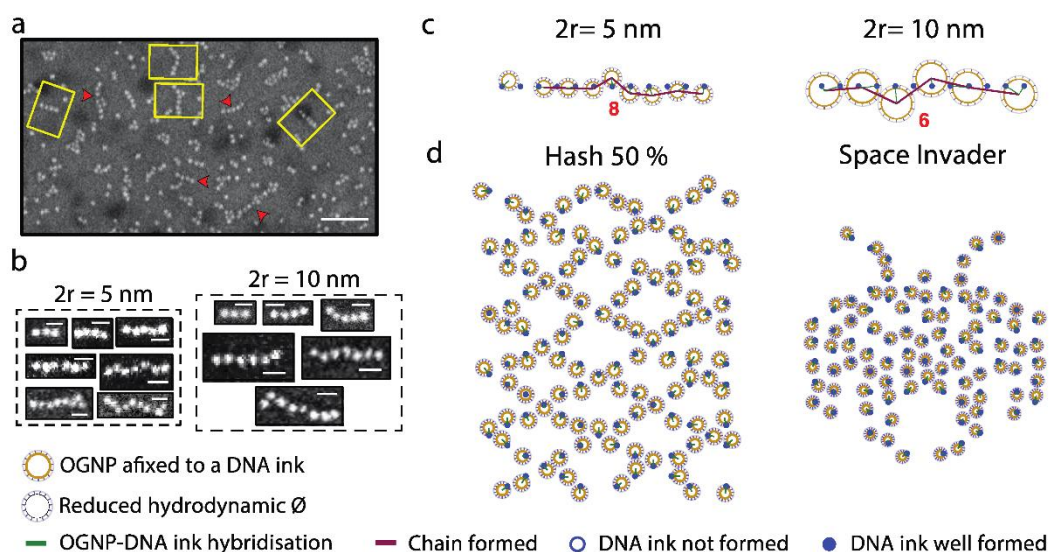 a
c
2r= 5 nm
2r= 10 nm
8
6
d
Hash 50 %
Space Invader
b
2r = 5 nm
2r = 10 nm
OGNP afixed to a DNA ink
Reduced hydrodynamic Ø
OGNP-DNA ink hybridisation
Chain formed
DNA ink not formed
DNA ink well formed